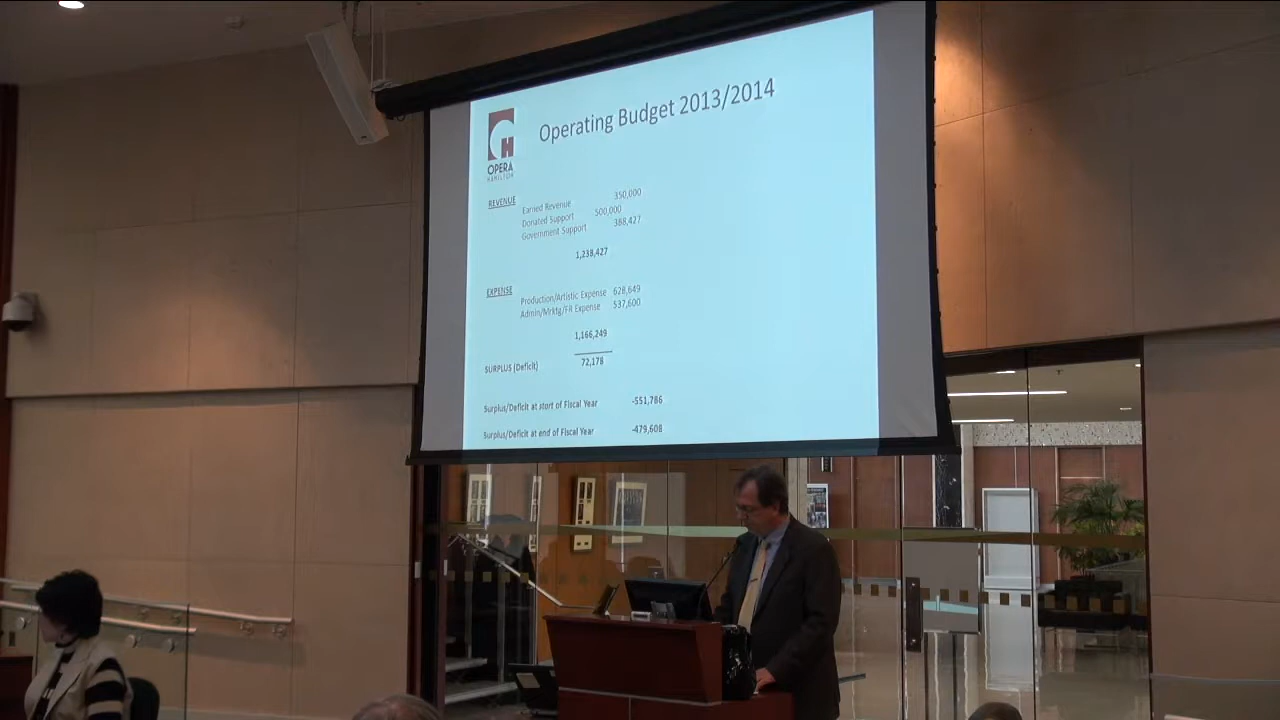 Operating Budget 2013/2014
OPERA
HAMILTON
REVENUE
Earned Revenue 350,000
Donated Support 500,000
Government Support 388,427
1,238,427
EXPENSE
Production/Artistic Expense 628,649
Admin/Mrktg/FR Expense 537,600
1,166,249
SURPLUS (Deficit) 72,178
Surplus/Deficit at start of Fiscal Year -551,786
Surplus/Deficit at end of Fiscal Year -479,608